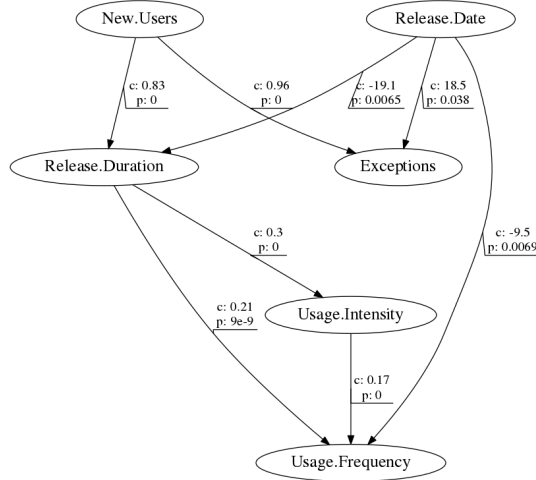 New.Users
Release.Date
c: 0.83
p: 0
c: 0.96
p: 0
c: -19.1
p: 0.0065
c: 18.5
p: 0.038
Release.Duration
Exceptions
c: 0.3
p: 0
c: -9.5
p: 0.0069
c: 0.21
p: 9e-9
Usage.Intensity
c: 0.17
p: 0
Usage.Frequency